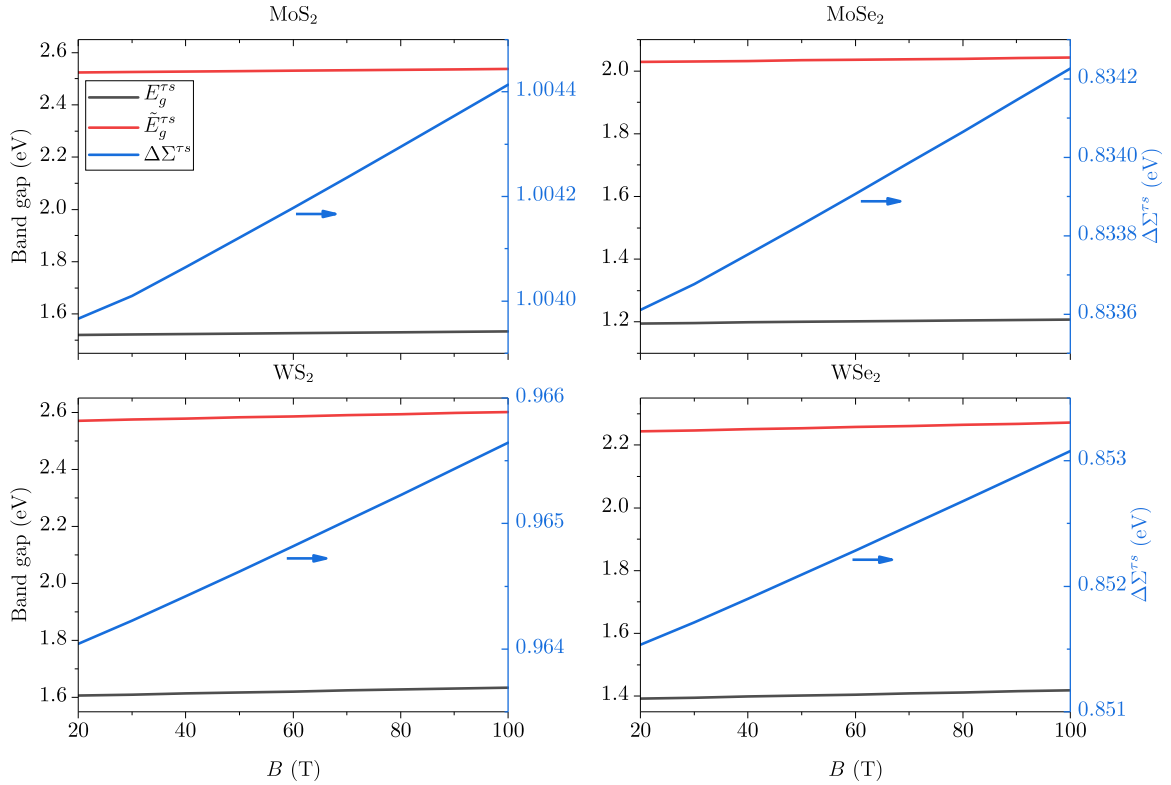 MoS₂
MoSe₂
2.6
2.4
2.2
2.0
1.8
1.6
Band gap (eV)
E_g^{τs}
Ẽ_g^{τs}
ΔΣ^{τs}
1.0044
1.0042
1.0040
2.0
1.8
1.6
1.4
1.2
0.8342
0.8340
0.8338
0.8336
ΔΣ^{τs} (eV)
WS₂
WSe₂
2.6
2.4
2.2
2.0
1.8
1.6
Band gap (eV)
0.966
0.965
0.964
2.2
2.0
1.8
1.6
1.4
0.853
0.852
0.851
ΔΣ^{τs} (eV)
20 40 60 80 100
20 40 60 80 100
B (T)
B (T)